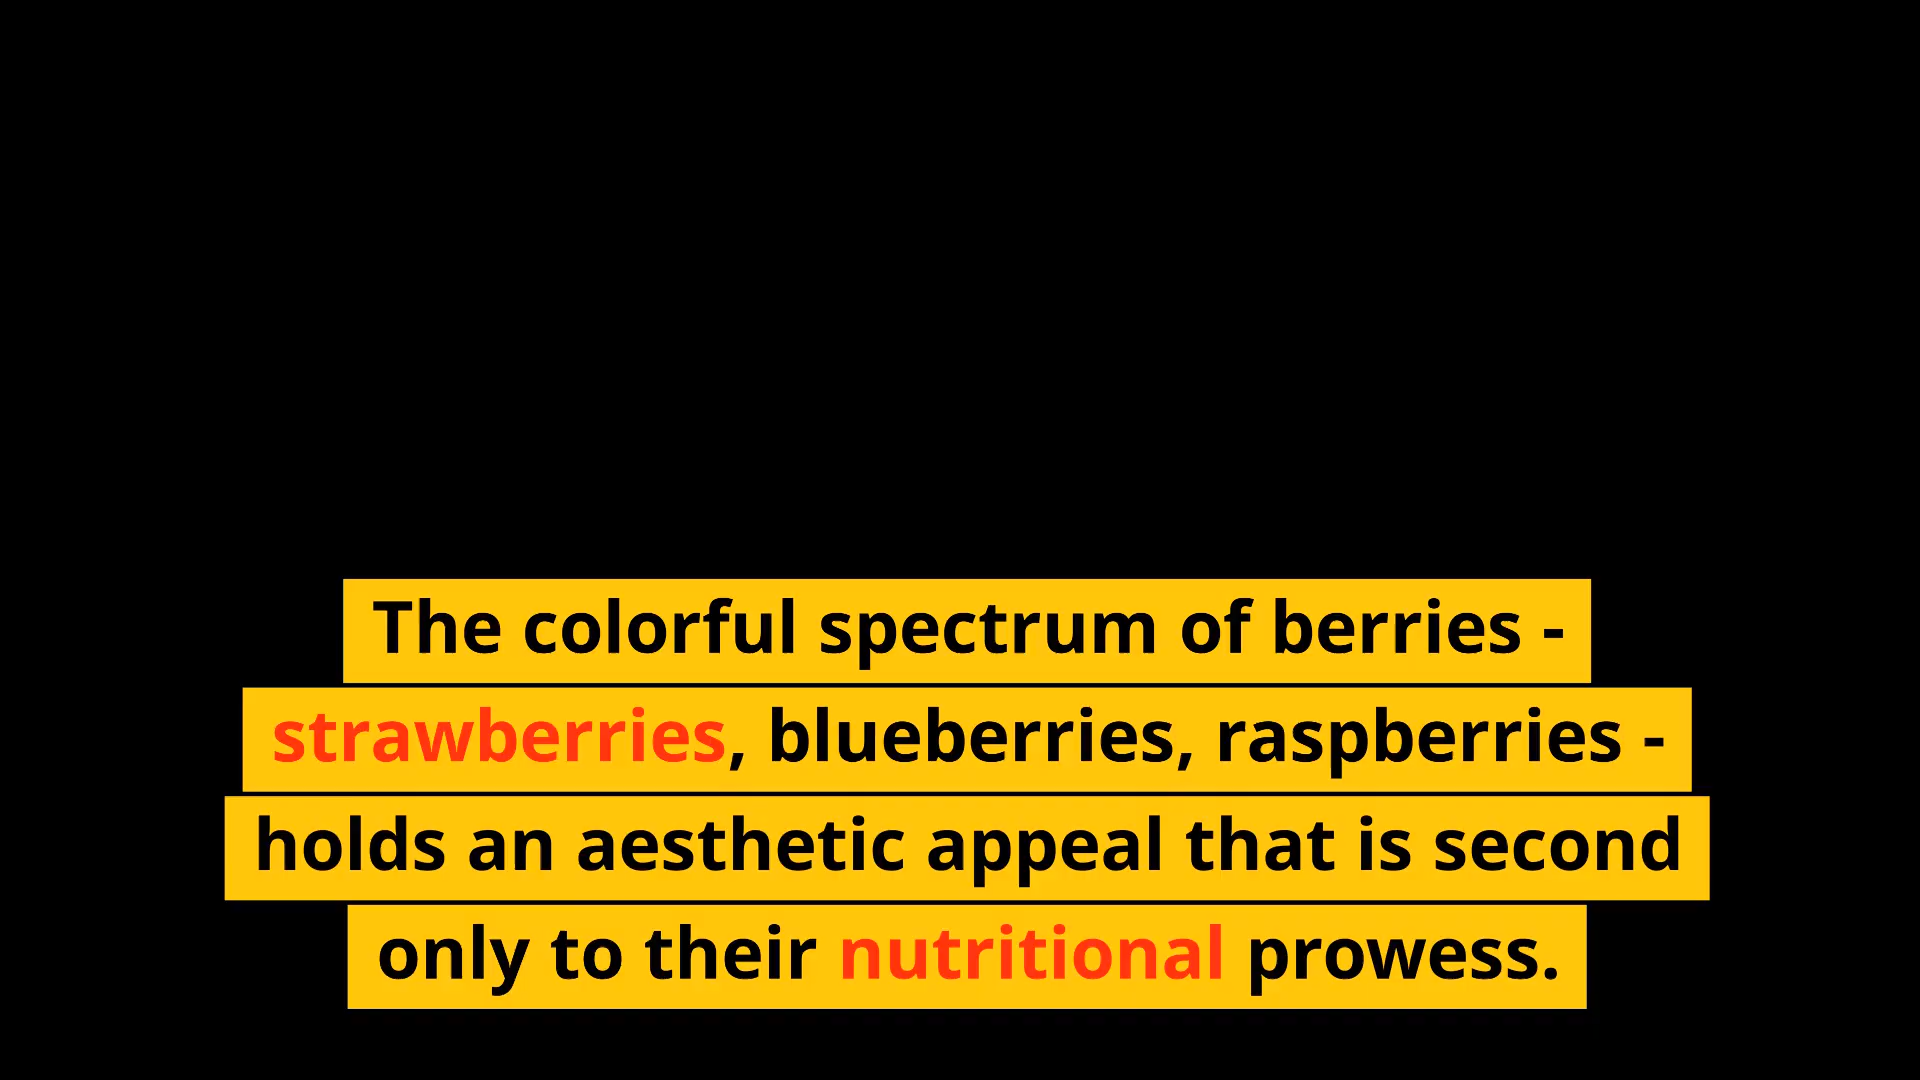 The colorful spectrum of berries -
strawberries, blueberries, raspberries -
holds an aesthetic appeal that is second
only to their nutritional prowess.